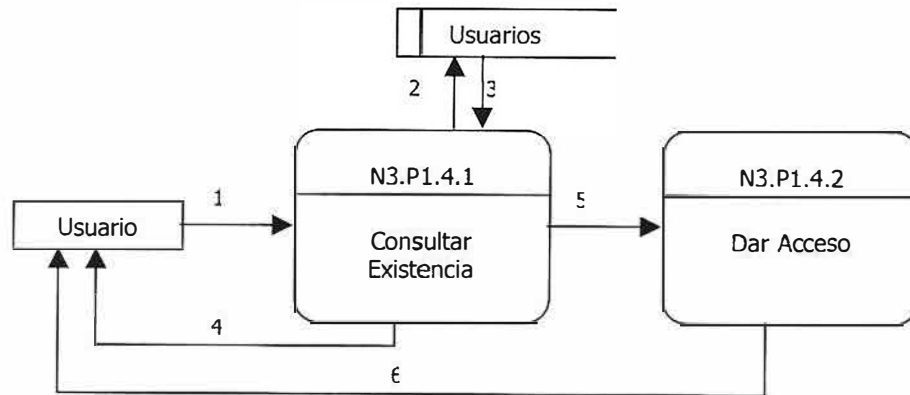 Usuarios
2
3
N3.P1.4.1
N3.P1.4.2
1
5
Usuario
Consultar
Existencia
Dar Acceso
4
6